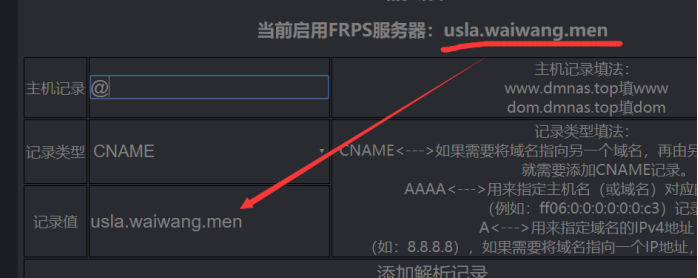 当前启用FRPS服务器：usla.waiwang.men
主机记录
@
主机记录填法：
www.dmnas.top填www
dom.dmnas.top填dom
记录类型
CNAME
记录类型填法：
CNAME<--->如果需要将域名指向另一个域名，再由另
就需要添加CNAME记录。
AAAA<--->用来指定主机名（或域名）对应的
（例如：ff06:0:0:0:0:0:0:c3）记录
A<--->用来指定域名的IPv4地址
（如：8.8.8.8），如果需要将域名指向一个IP地址，
记录值
usla.waiwang.men
添加解析记录